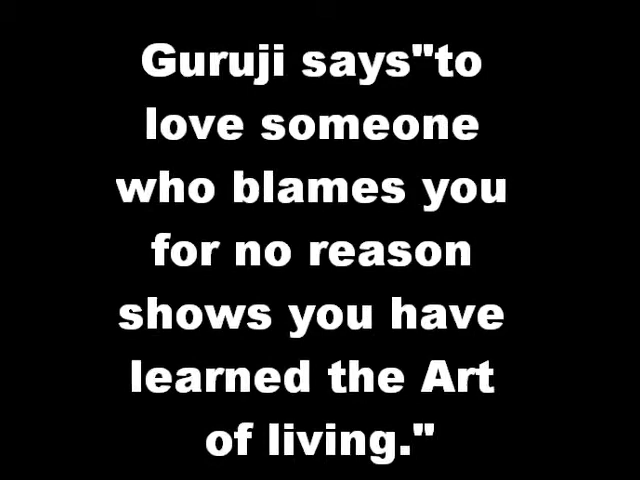 Guruji says"to
love someone
who blames you
for no reason
shows you have
learned the Art
of living."